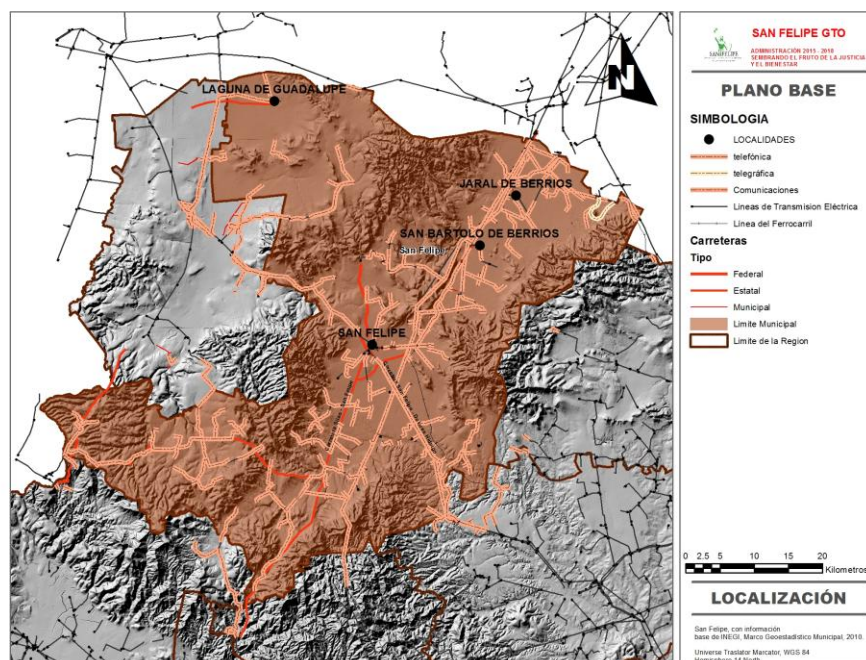 LAGUNA DE GUADALUPE
JARAL DE BERRIOS
SAN BARTOLO DE BERRIOS
San Felipe
SAN FELIPE
N
SAN FELIPE GTO
SAN FELIPE
ADMINISTRACIÓN 2015 - 2018
SEMBRANDO EL FRUTO DE LA JUSTICIA
Y EL BIENESTAR
PLANO BASE
SIMBOLOGIA
LOCALIDADES
telefónica
telegráfica
Comunicaciones
Lineas de Transmision Eléctrica
Linea del Ferrocarril
Carreteras
Tipo
Federal
Estatal
Municipal
Limite Municipal
Limite de la Region
0 2.5 5 10 15 20
Kilometros
LOCALIZACIÓN
San Felipe, con información
base de INEGI, Marco Geoestadístico Municipal, 2010.
Universe Traslator Mercator, WGS 84